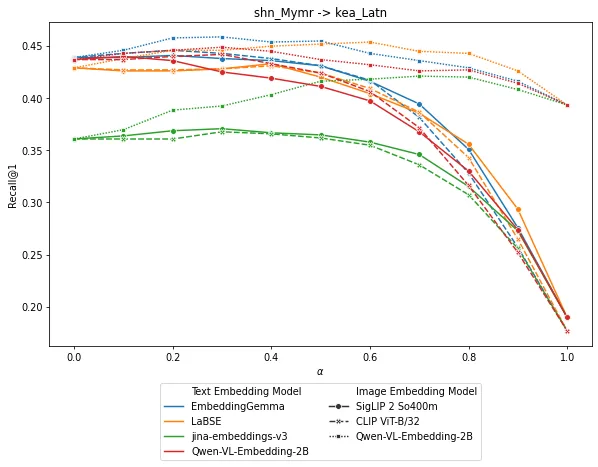 shn_Mymr -> kea_Latn
Recall@1
0.45
0.40
0.35
0.30
0.25
0.20
0.0 0.2 0.4 0.6 0.8 1.0
α
Text Embedding Model
EmbeddingGemma
LaBSE
jina-embeddings-v3
Qwen-VL-Embedding-2B
Image Embedding Model
SigLIP 2 So400m
CLIP ViT-B/32
Qwen-VL-Embedding-2B